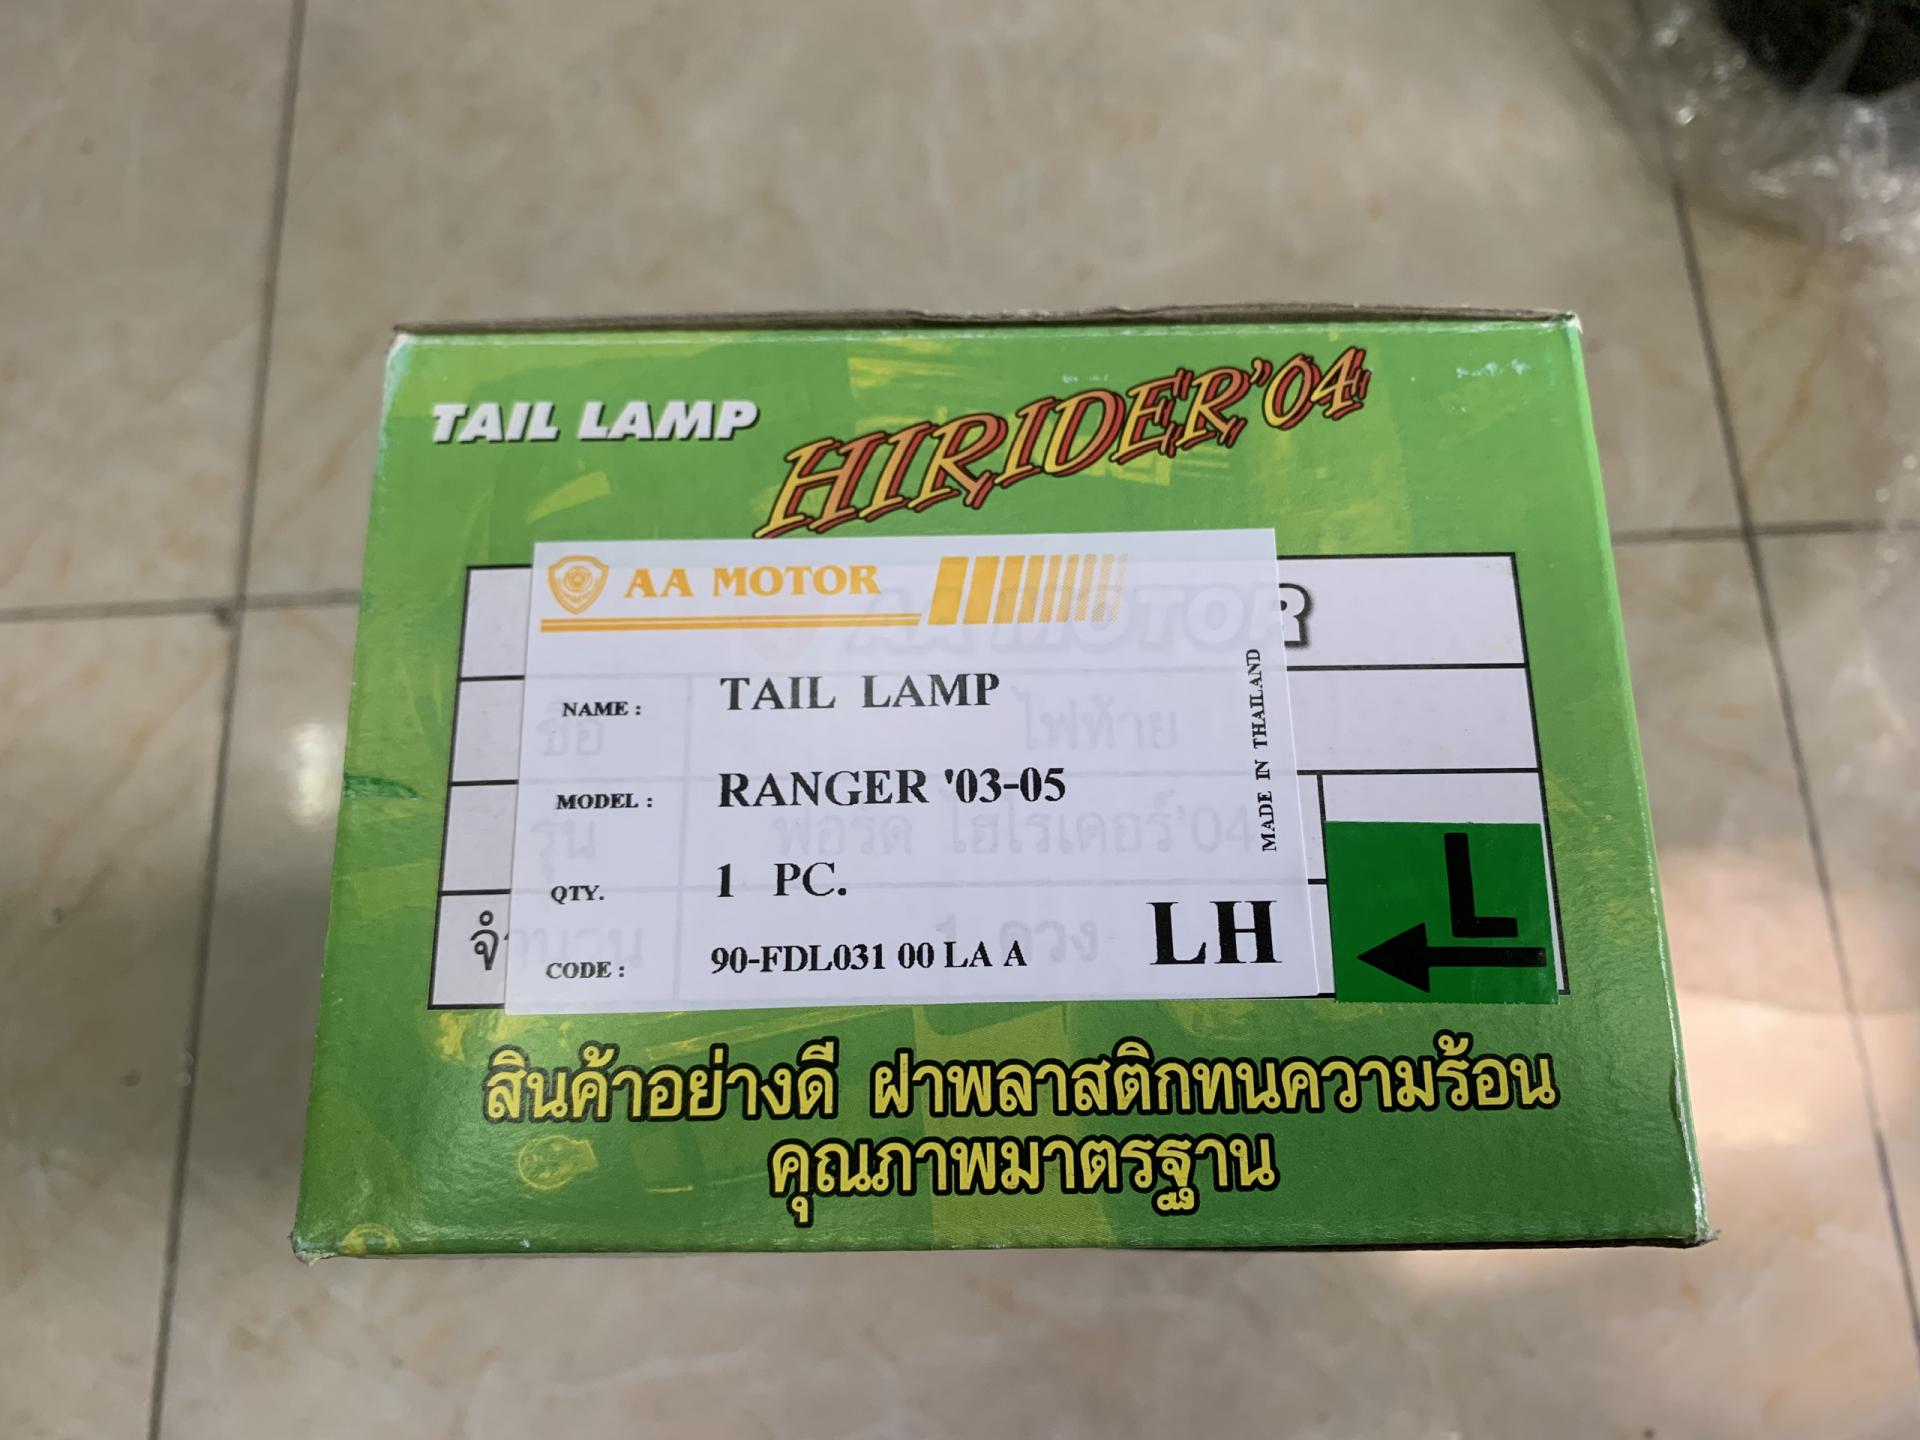 TAIL LAMP
HIRIDER'04
AA MOTOR
AA MOTOR
NAME : TAIL LAMP
ชื่อ ไฟท้าย
MODEL : RANGER '03-05
รุ่น ฟอร์ด ไฮไรเดอร์'04
QTY. 1 PC.
จำนวน 1 ดวง
CODE : 90-FDL031 00 LA A
LH
MADE IN THAILAND
L
สินค้าอย่างดี ฝาพลาสติกทนความร้อน
คุณภาพมาตรฐาน